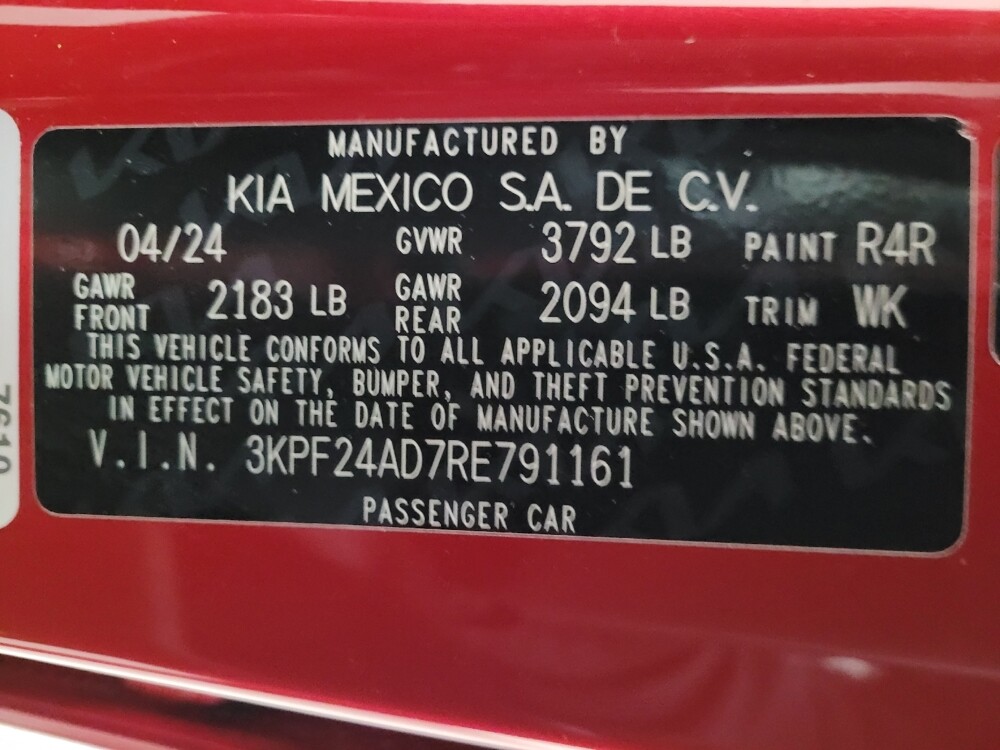 MANUFACTURED BY
KIA MEXICO S.A. DE C.V.
04/24 GVWR 3792 LB PAINT R4R
GAWR FRONT 2183 LB GAWR REAR 2094 LB TRIM WK
THIS VEHICLE CONFORMS TO ALL APPLICABLE U.S.A. FEDERAL
MOTOR VEHICLE SAFETY, BUMPER, AND THEFT PREVENTION STANDARDS
IN EFFECT ON THE DATE OF MANUFACTURE SHOWN ABOVE.
V.I.N. 3KPF24AD7RE791161
PASSENGER CAR